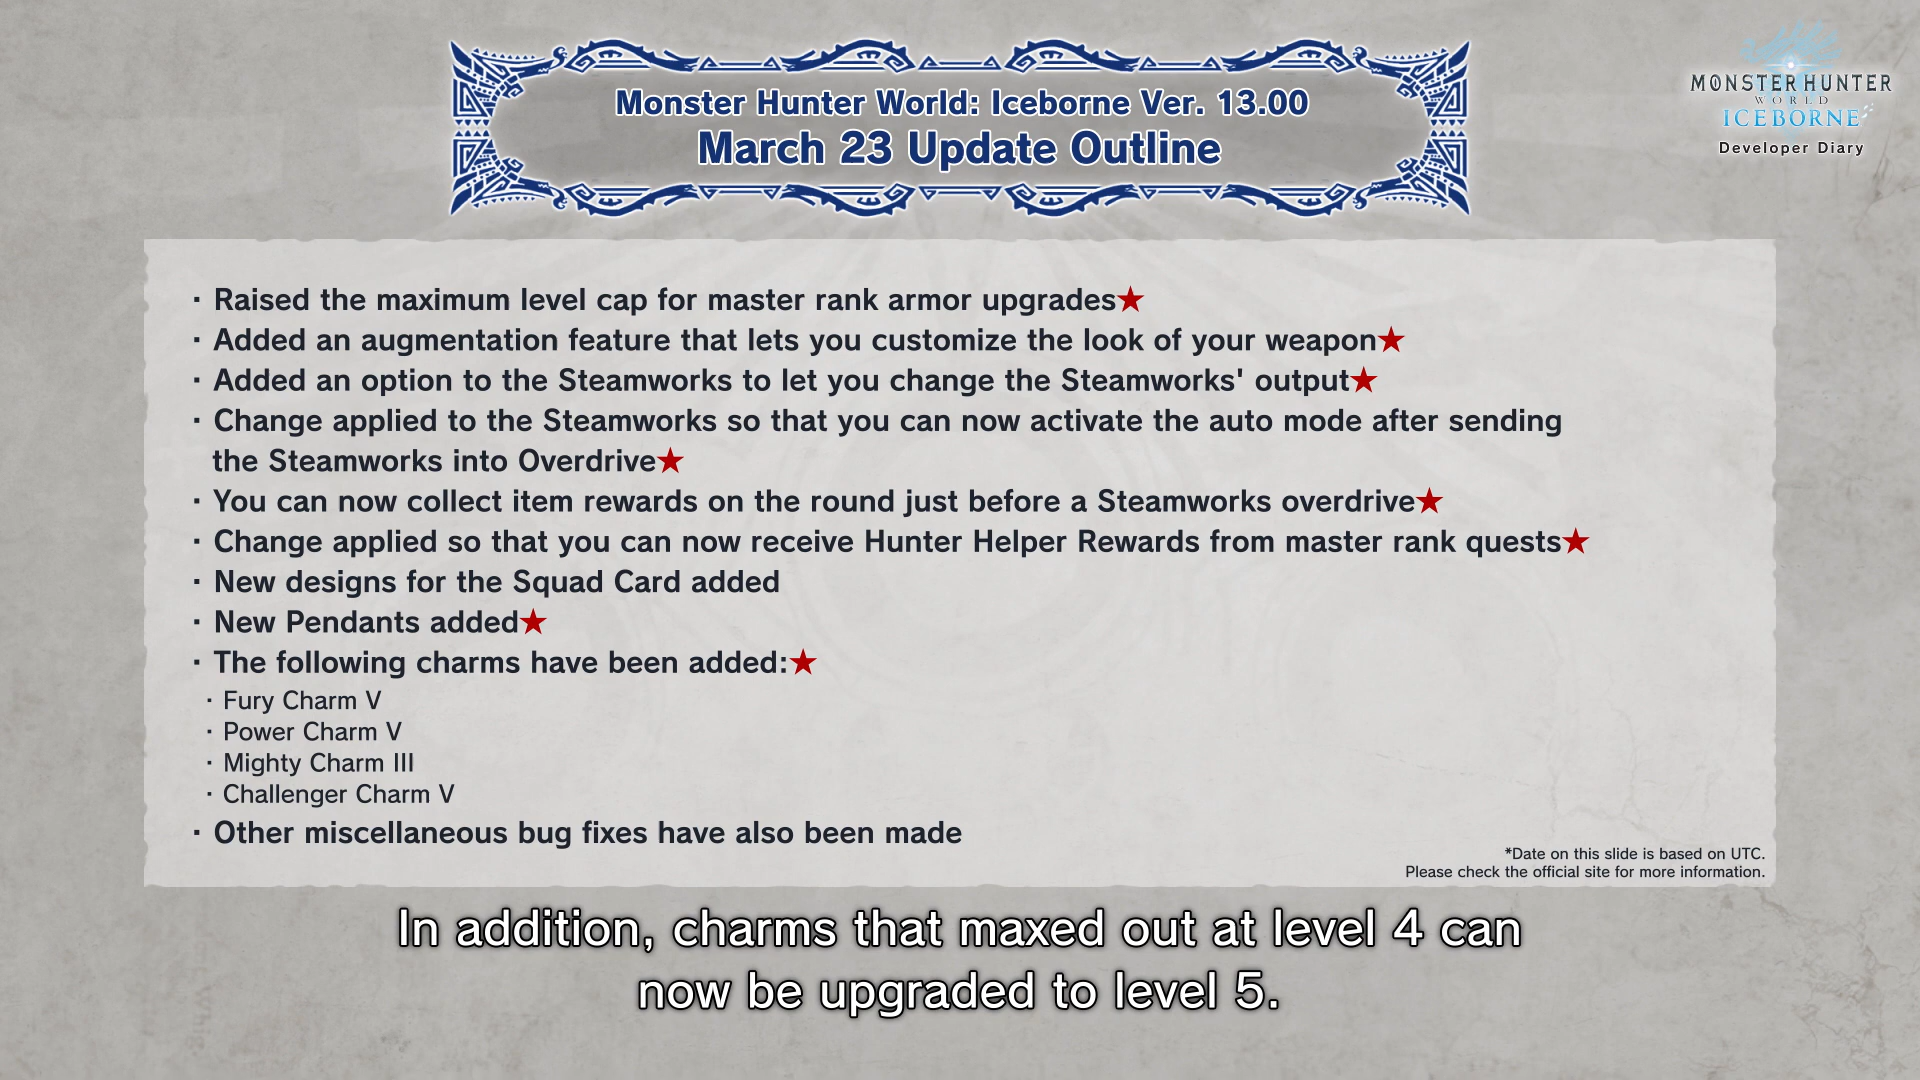 Monster Hunter World: Iceborne Ver. 13.00
March 23 Update Outline
MONSTER HUNTER
WORLD
ICEBORNE
Developer Diary
· Raised the maximum level cap for master rank armor upgrades★
· Added an augmentation feature that lets you customize the look of your weapon★
· Added an option to the Steamworks to let you change the Steamworks' output★
· Change applied to the Steamworks so that you can now activate the auto mode after sending
the Steamworks into Overdrive★
· You can now collect item rewards on the round just before a Steamworks overdrive★
· Change applied so that you can now receive Hunter Helper Rewards from master rank quests★
· New designs for the Squad Card added
· New Pendants added★
· The following charms have been added:★
· Fury Charm V
· Power Charm V
· Mighty Charm III
· Challenger Charm V
· Other miscellaneous bug fixes have also been made
*Date on this slide is based on UTC.
Please check the official site for more information.
In addition, charms that maxed out at level 4 can
now be upgraded to level 5.